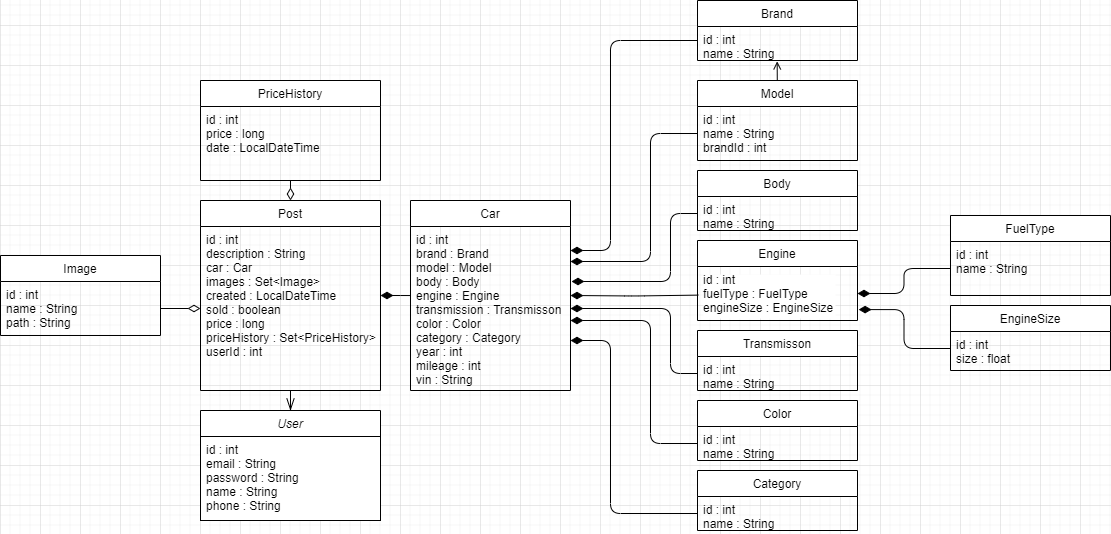 Brand
id : int
name : String
PriceHistory
id : int
price : long
date : LocalDateTime
Model
id : int
name : String
brandId : int
Body
id : int
name : String
Post
id : int
description : String
car : Car
images : Set<Image>
created : LocalDateTime
sold : boolean
price : long
priceHistory : Set<PriceHistory>
userId : int
Car
id : int
brand : Brand
model : Model
body : Body
engine : Engine
transmission : Transmisson
color : Color
category : Category
year : int
mileage : int
vin : String
FuelType
id : int
name : String
Engine
id : int
fuelType : FuelType
engineSize : EngineSize
Image
id : int
name : String
path : String
EngineSize
id : int
size : float
Transmisson
id : int
name : String
User
id : int
email : String
password : String
name : String
phone : String
Color
id : int
name : String
Category
id : int
name : String